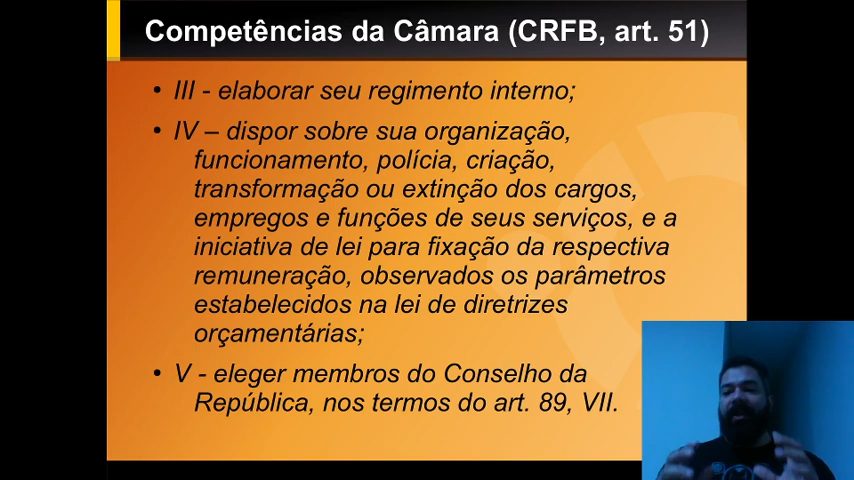 Competências da Câmara (CRFB, art. 51)
• III - elaborar seu regimento interno;
• IV – dispor sobre sua organização,
funcionamento, polícia, criação,
transformação ou extinção dos cargos,
empregos e funções de seus serviços, e a
iniciativa de lei para fixação da respectiva
remuneração, observados os parâmetros
estabelecidos na lei de diretrizes
orçamentárias;
• V - eleger membros do Conselho da
República, nos termos do art. 89, VII.